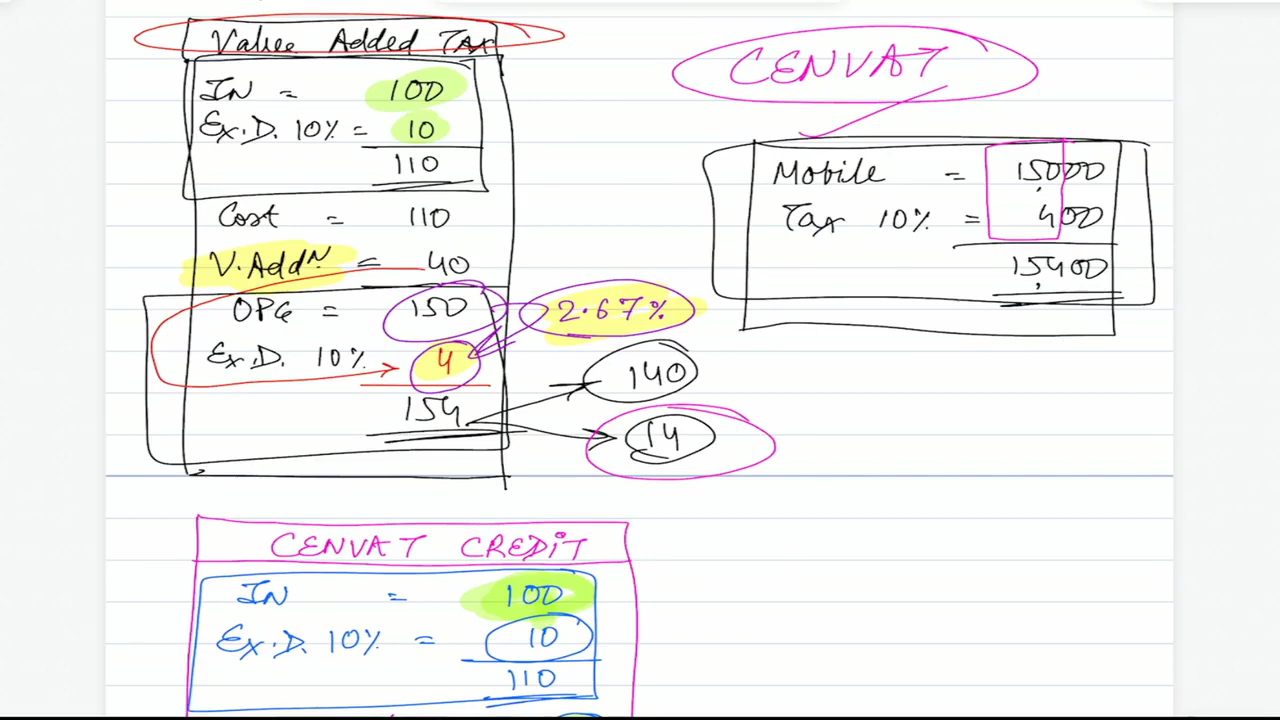 Value Added Tax
IN = 100
Ex.D. 10% = 10
110
Cost = 110
V.Addⁿ = 40
OPG = 150
2.67%
Ex.D. 10% 4
154
140
14
CENVAT
Mobile = 15000
Tax 10% = 400
15400
CENVAT CREDIT
IN = 100
Ex.D. 10% = 10
110